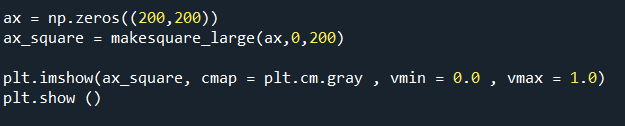 ax = np.zeros((200,200))
ax_square = makesquare_large(ax,0,200)
plt.imshow(ax_square, cmap = plt.cm.gray , vmin = 0.0 , vmax = 1.0)
plt.show ()